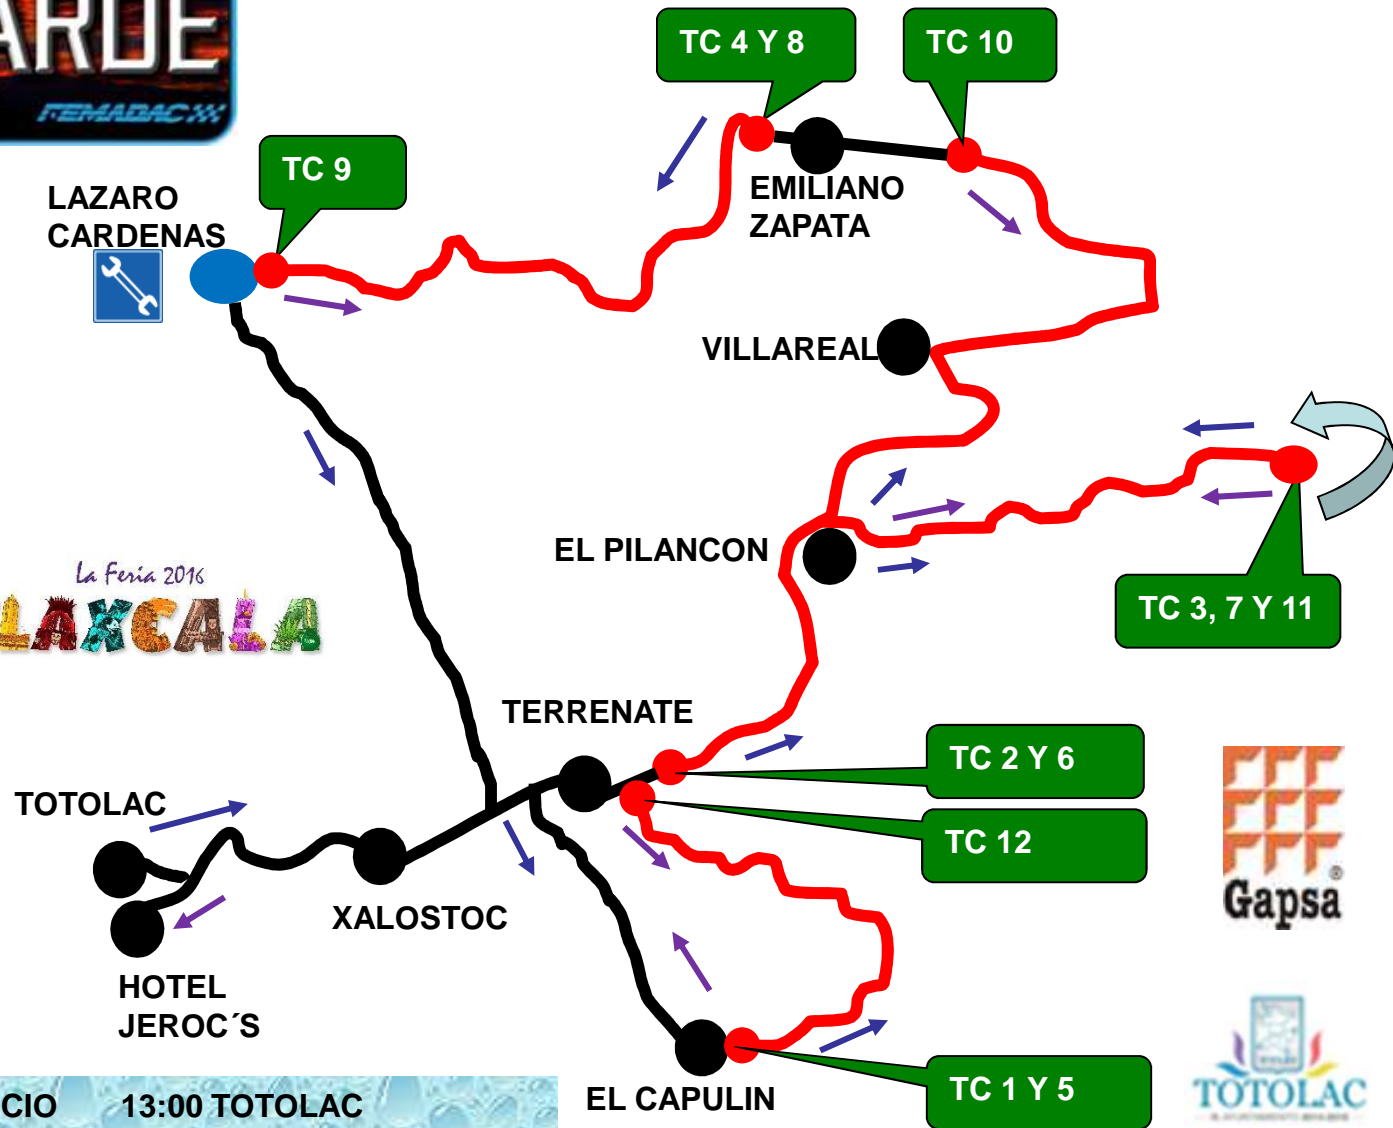 ARDE
FEMADAC
TC 4 Y 8
TC 10
TC 9
LAZARO
CARDENAS
EMILIANO
ZAPATA
VILLAREAL
EL PILANCON
TC 3, 7 Y 11
La Feria 2016
LAXCALA
TERRENATE
TC 2 Y 6
TC 12
TOTOLAC
XALOSTOC
HOTEL
JEROC´S
Gapsa®
EL CAPULIN
TC 1 Y 5
TOTOLAC
CIO 13:00 TOTOLAC